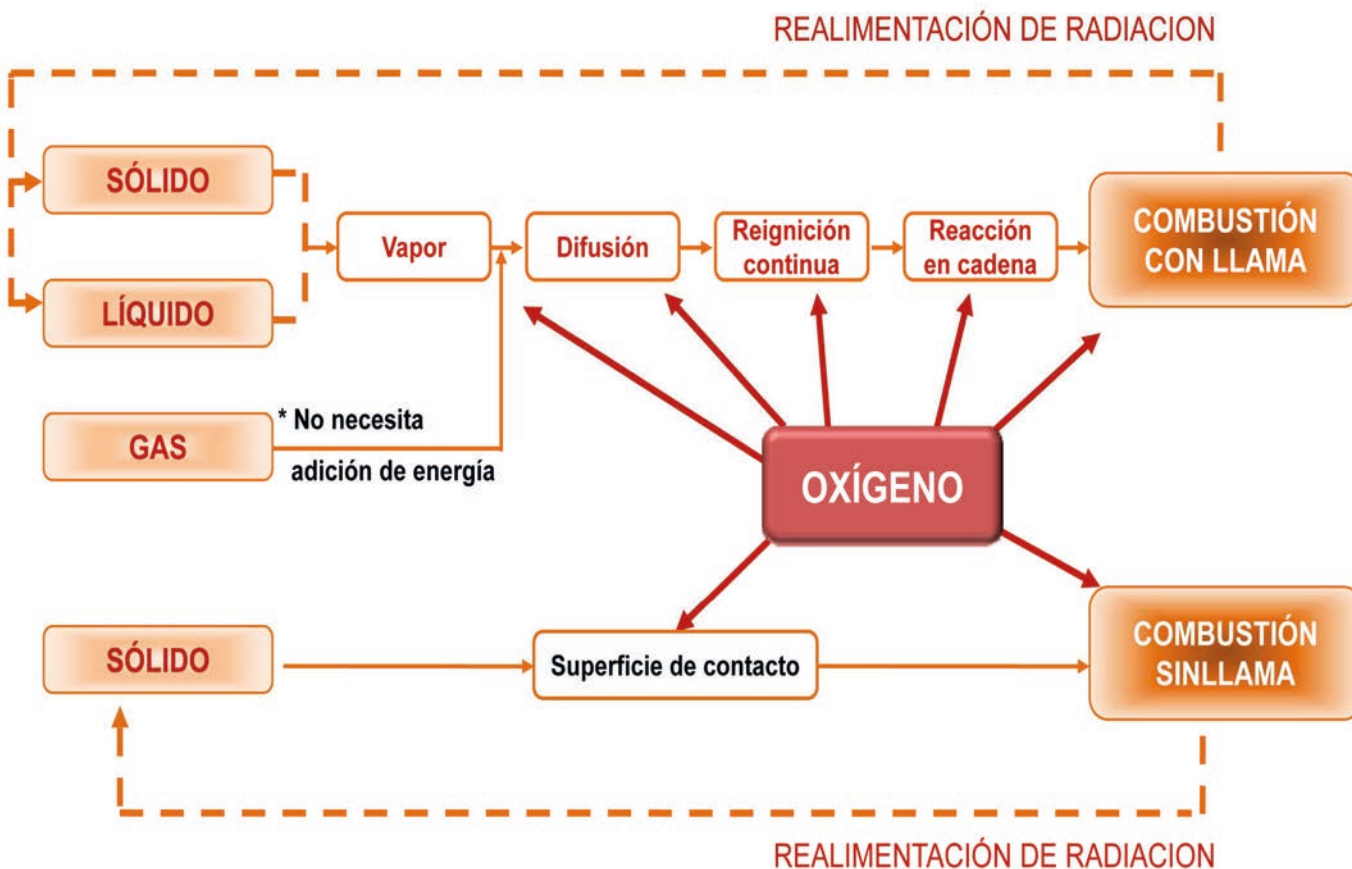 REALIMENTACIÓN DE RADIACION
SÓLIDO
LÍQUIDO
Vapor
Difusión
Reignición
continua
Reacción
en cadena
COMBUSTIÓN
CON LLAMA
GAS
* No necesita
adición de energía
OXÍGENO
SÓLIDO
Superficie de contacto
COMBUSTIÓN
SINLLAMA
REALIMENTACIÓN DE RADIACION